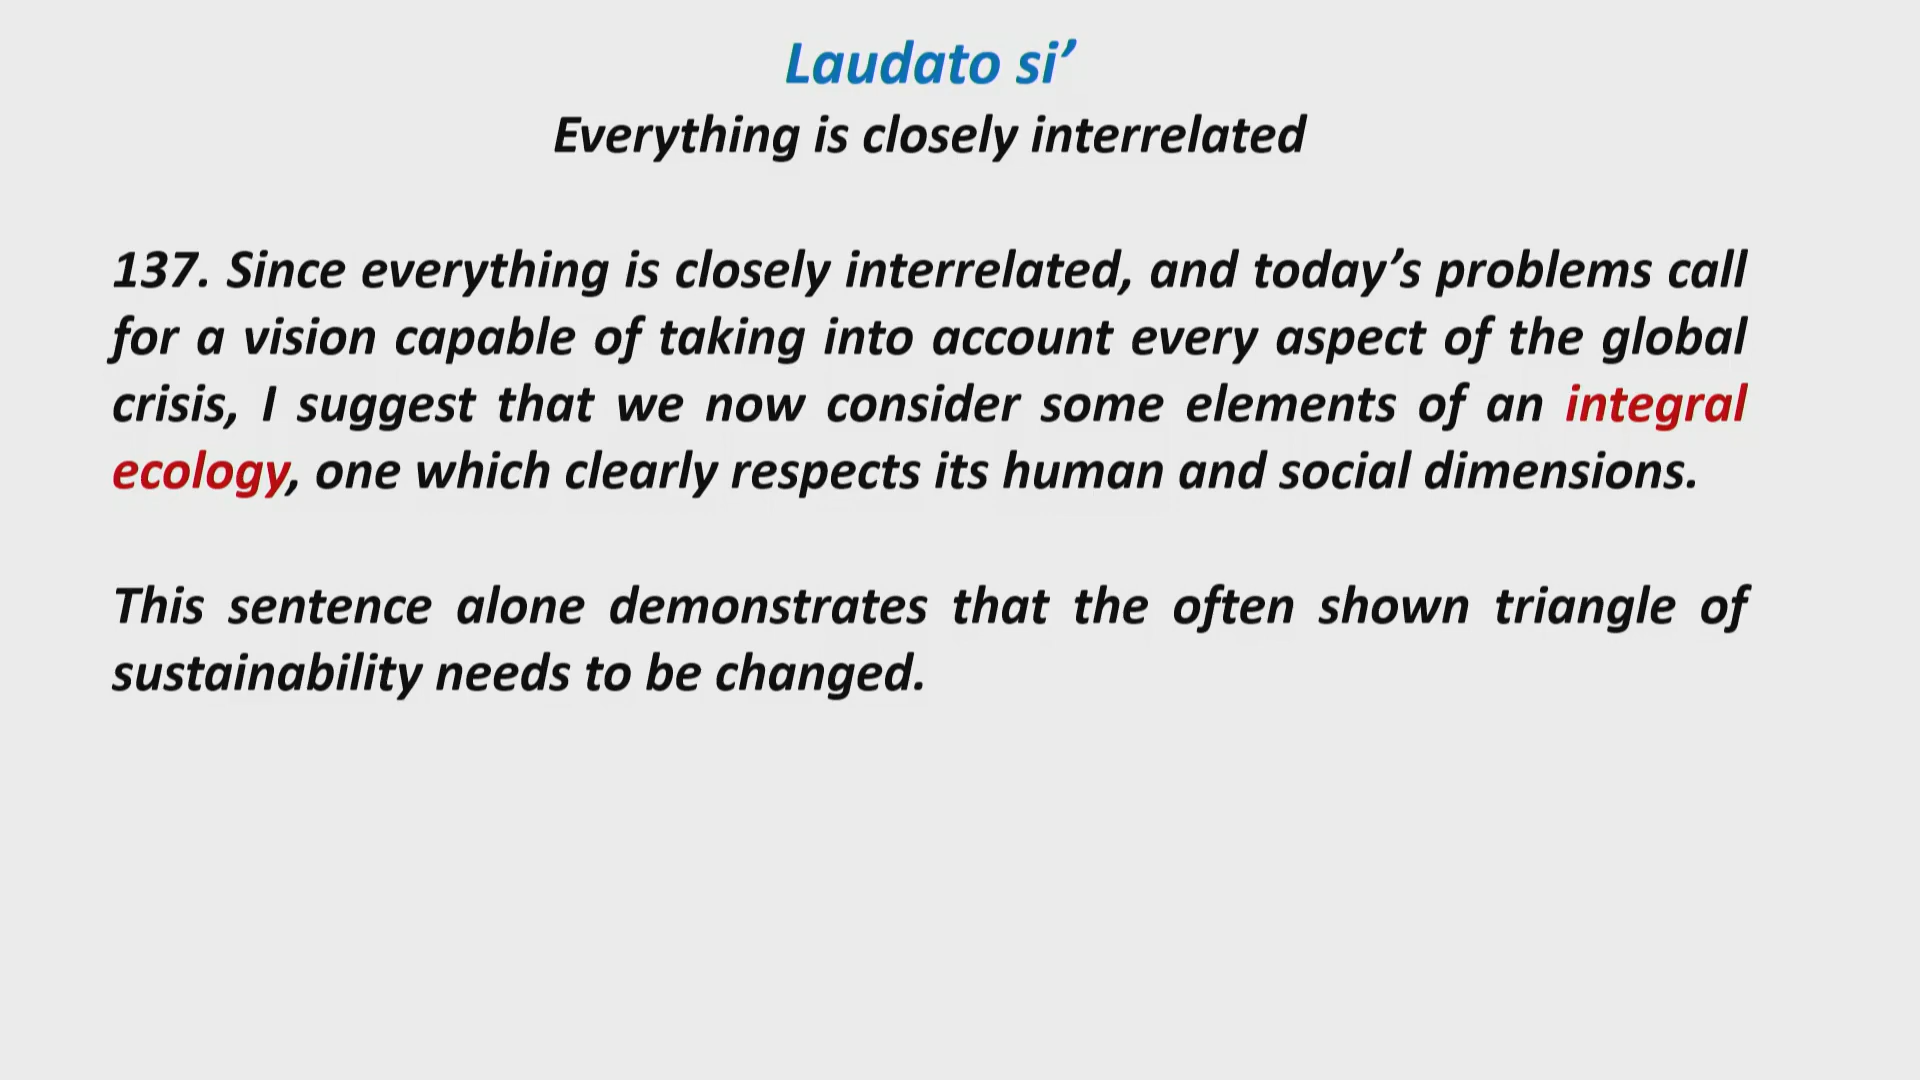 Laudato si’
Everything is closely interrelated
137. Since everything is closely interrelated, and today’s problems call
for a vision capable of taking into account every aspect of the global
crisis, I suggest that we now consider some elements of an integral
ecology, one which clearly respects its human and social dimensions.
This sentence alone demonstrates that the often shown triangle of
sustainability needs to be changed.